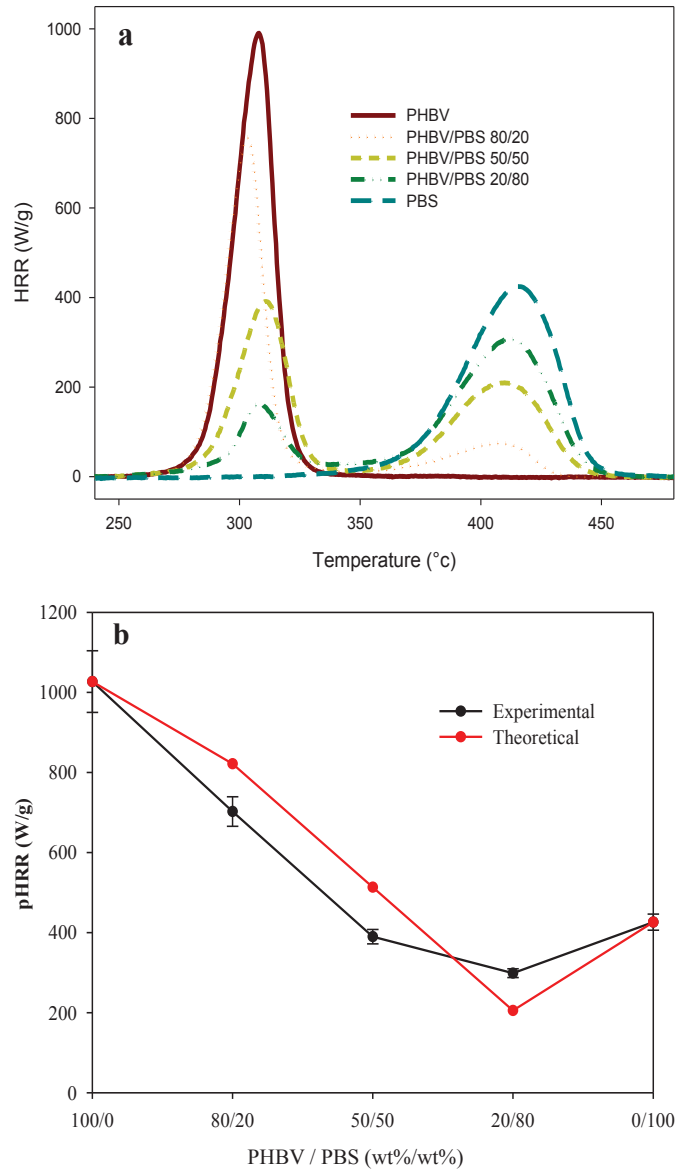 a
1000
800
600
400
200
0
HRR (W/g)
PHBV
PHBV/PBS 80/20
PHBV/PBS 50/50
PHBV/PBS 20/80
PBS
250 300 350 400 450
Temperature (°c)
b
1200
1000
800
600
400
200
0
pHRR (W/g)
Experimental
Theoretical
100/0 80/20 50/50 20/80 0/100
PHBV / PBS (wt%/wt%)